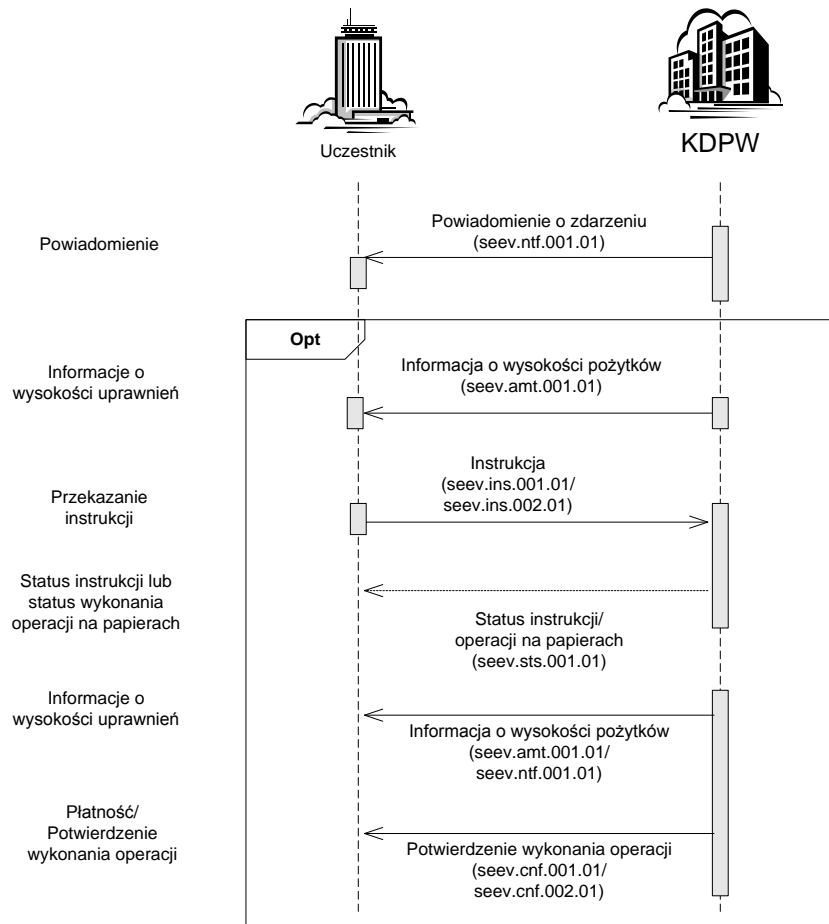 Uczestnik
KDPW
Powiadomienie
Powiadomienie o zdarzeniu
(seev.ntf.001.01)
Opt
Informacje o
wysokości uprawnień
Informacja o wysokości pożytków
(seev.amt.001.01)
Przekazanie
instrukcji
Instrukcja
(seev.ins.001.01/
seev.ins.002.01)
Status instrukcji lub
status wykonania
operacji na papierach
Status instrukcji/
operacji na papierach
(seev.sts.001.01)
Informacje o
wysokości uprawnień
Informacja o wysokości pożytków
(seev.amt.001.01/
seev.ntf.001.01)
Płatność/
Potwierdzenie
wykonania operacji
Potwierdzenie wykonania operacji
(seev.cnf.001.01/
seev.cnf.002.01)